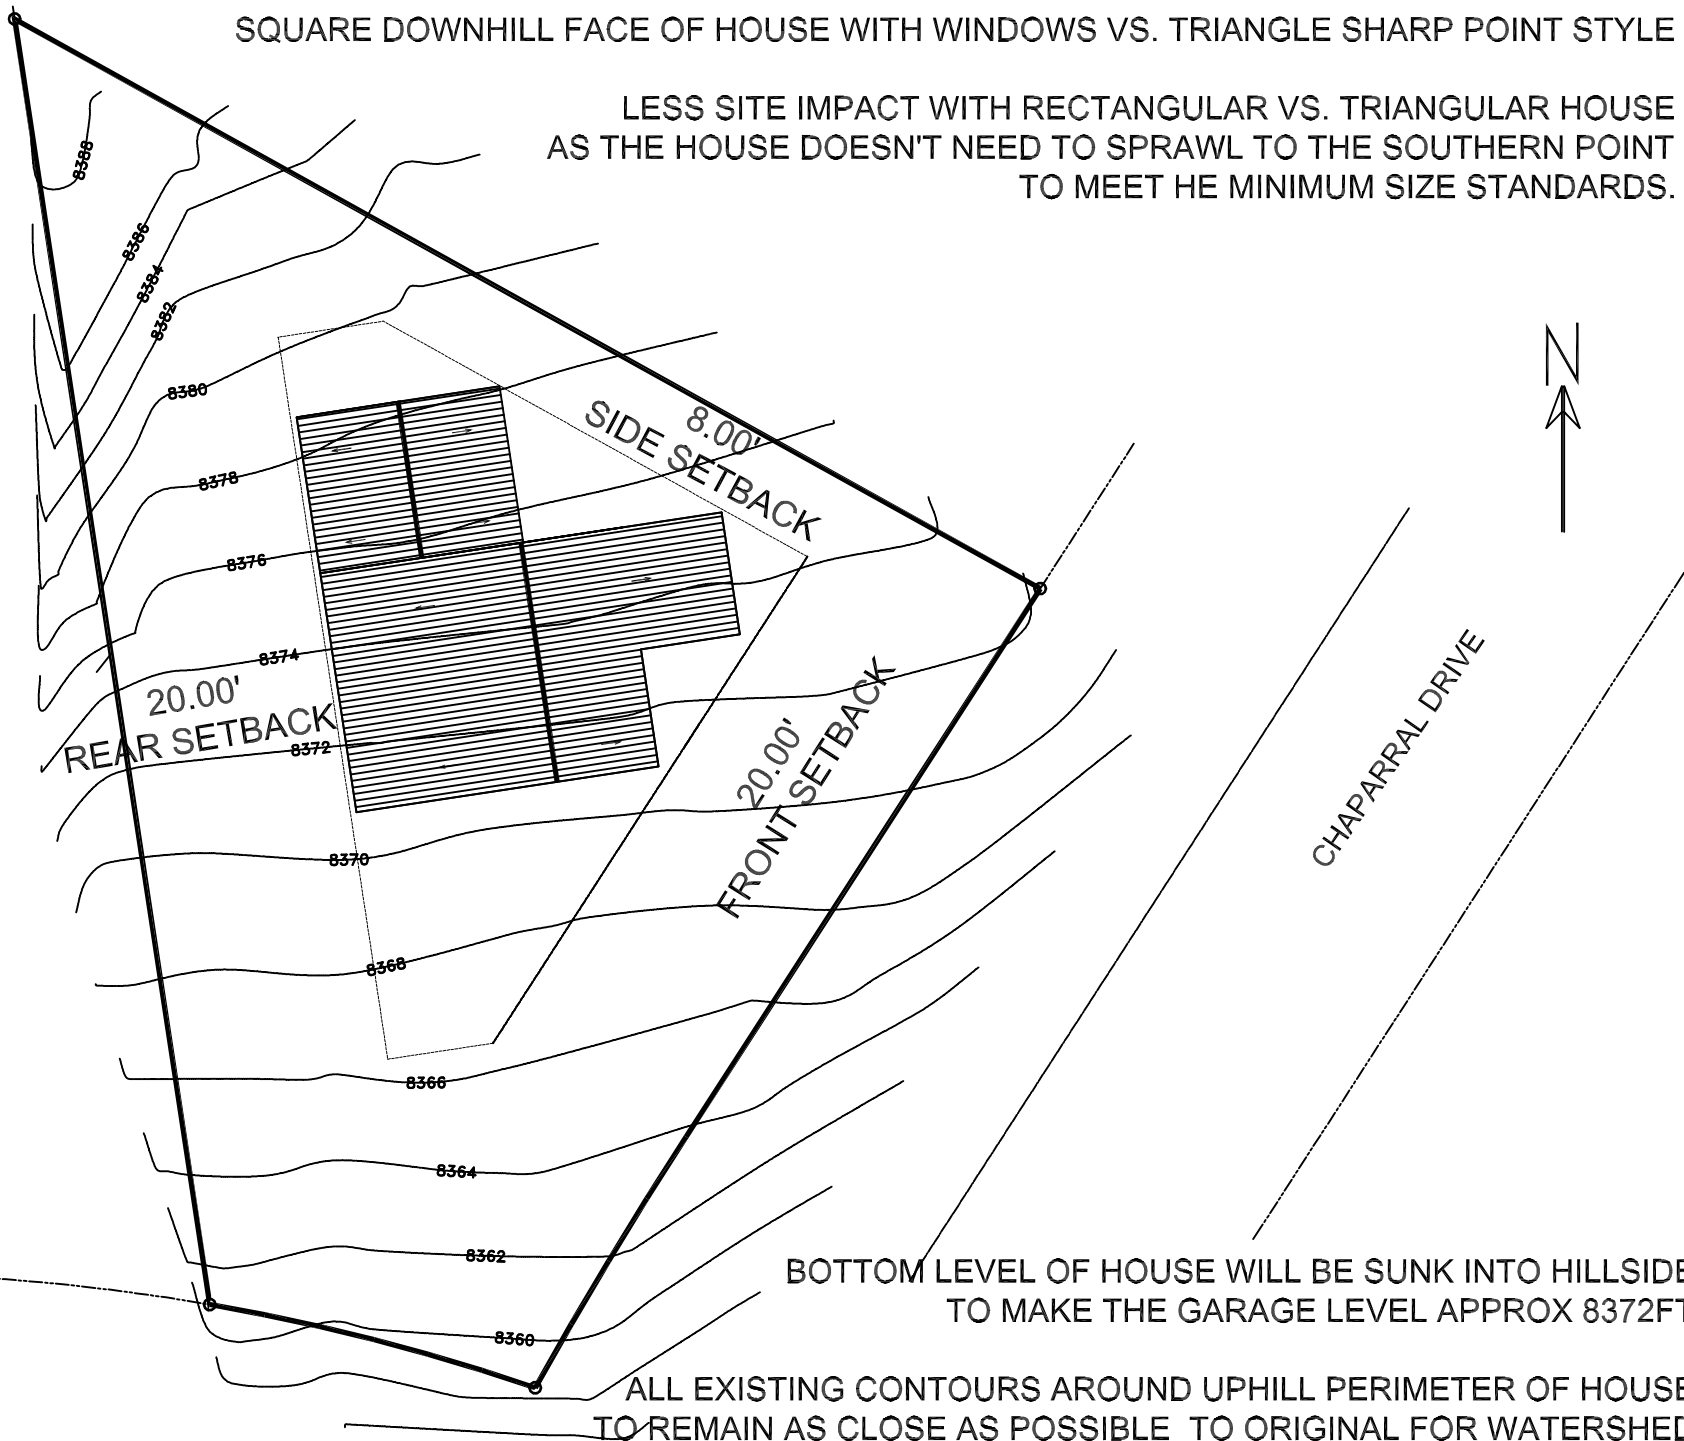 SQUARE DOWNHILL FACE OF HOUSE WITH WINDOWS VS. TRIANGLE SHARP POINT STYLE
LESS SITE IMPACT WITH RECTANGULAR VS. TRIANGULAR HOUSE
AS THE HOUSE DOESN'T NEED TO SPRAWL TO THE SOUTHERN POINT
TO MEET HE MINIMUM SIZE STANDARDS.
8388
8386
8384
8382
N
8380
8.00'
SIDE SETBACK
8378
8376
8374
20.00'
REAR SETBACK
8372
20.00'
FRONT SETBACK
CHAPARRAL DRIVE
8370
8368
8366
8364
8362
8360
BOTTOM LEVEL OF HOUSE WILL BE SUNK INTO HILLSIDE
TO MAKE THE GARAGE LEVEL APPROX 8372FT
ALL EXISTING CONTOURS AROUND UPHILL PERIMETER OF HOUSE
TO REMAIN AS CLOSE AS POSSIBLE  TO ORIGINAL FOR WATERSHED